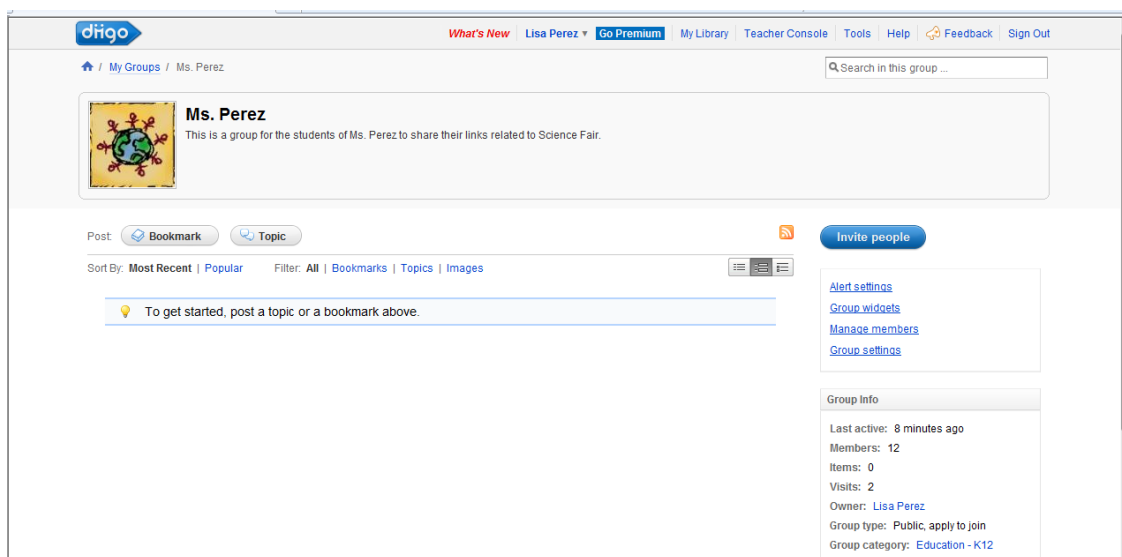 diigo
What's New Lisa Perez ▾ Go Premium My Library Teacher Console Tools Help Feedback Sign Out
/ My Groups / Ms. Perez
Search in this group ...
Ms. Perez
This is a group for the students of Ms. Perez to share their links related to Science Fair.
Post: Bookmark Topic
Invite people
Sort By: Most Recent | Popular Filter: All | Bookmarks | Topics | Images
To get started, post a topic or a bookmark above.
Alert settings
Group widgets
Manage members
Group settings
Group Info
Last active: 8 minutes ago
Members: 12
Items: 0
Visits: 2
Owner: Lisa Perez
Group type: Public, apply to join
Group category: Education - K12